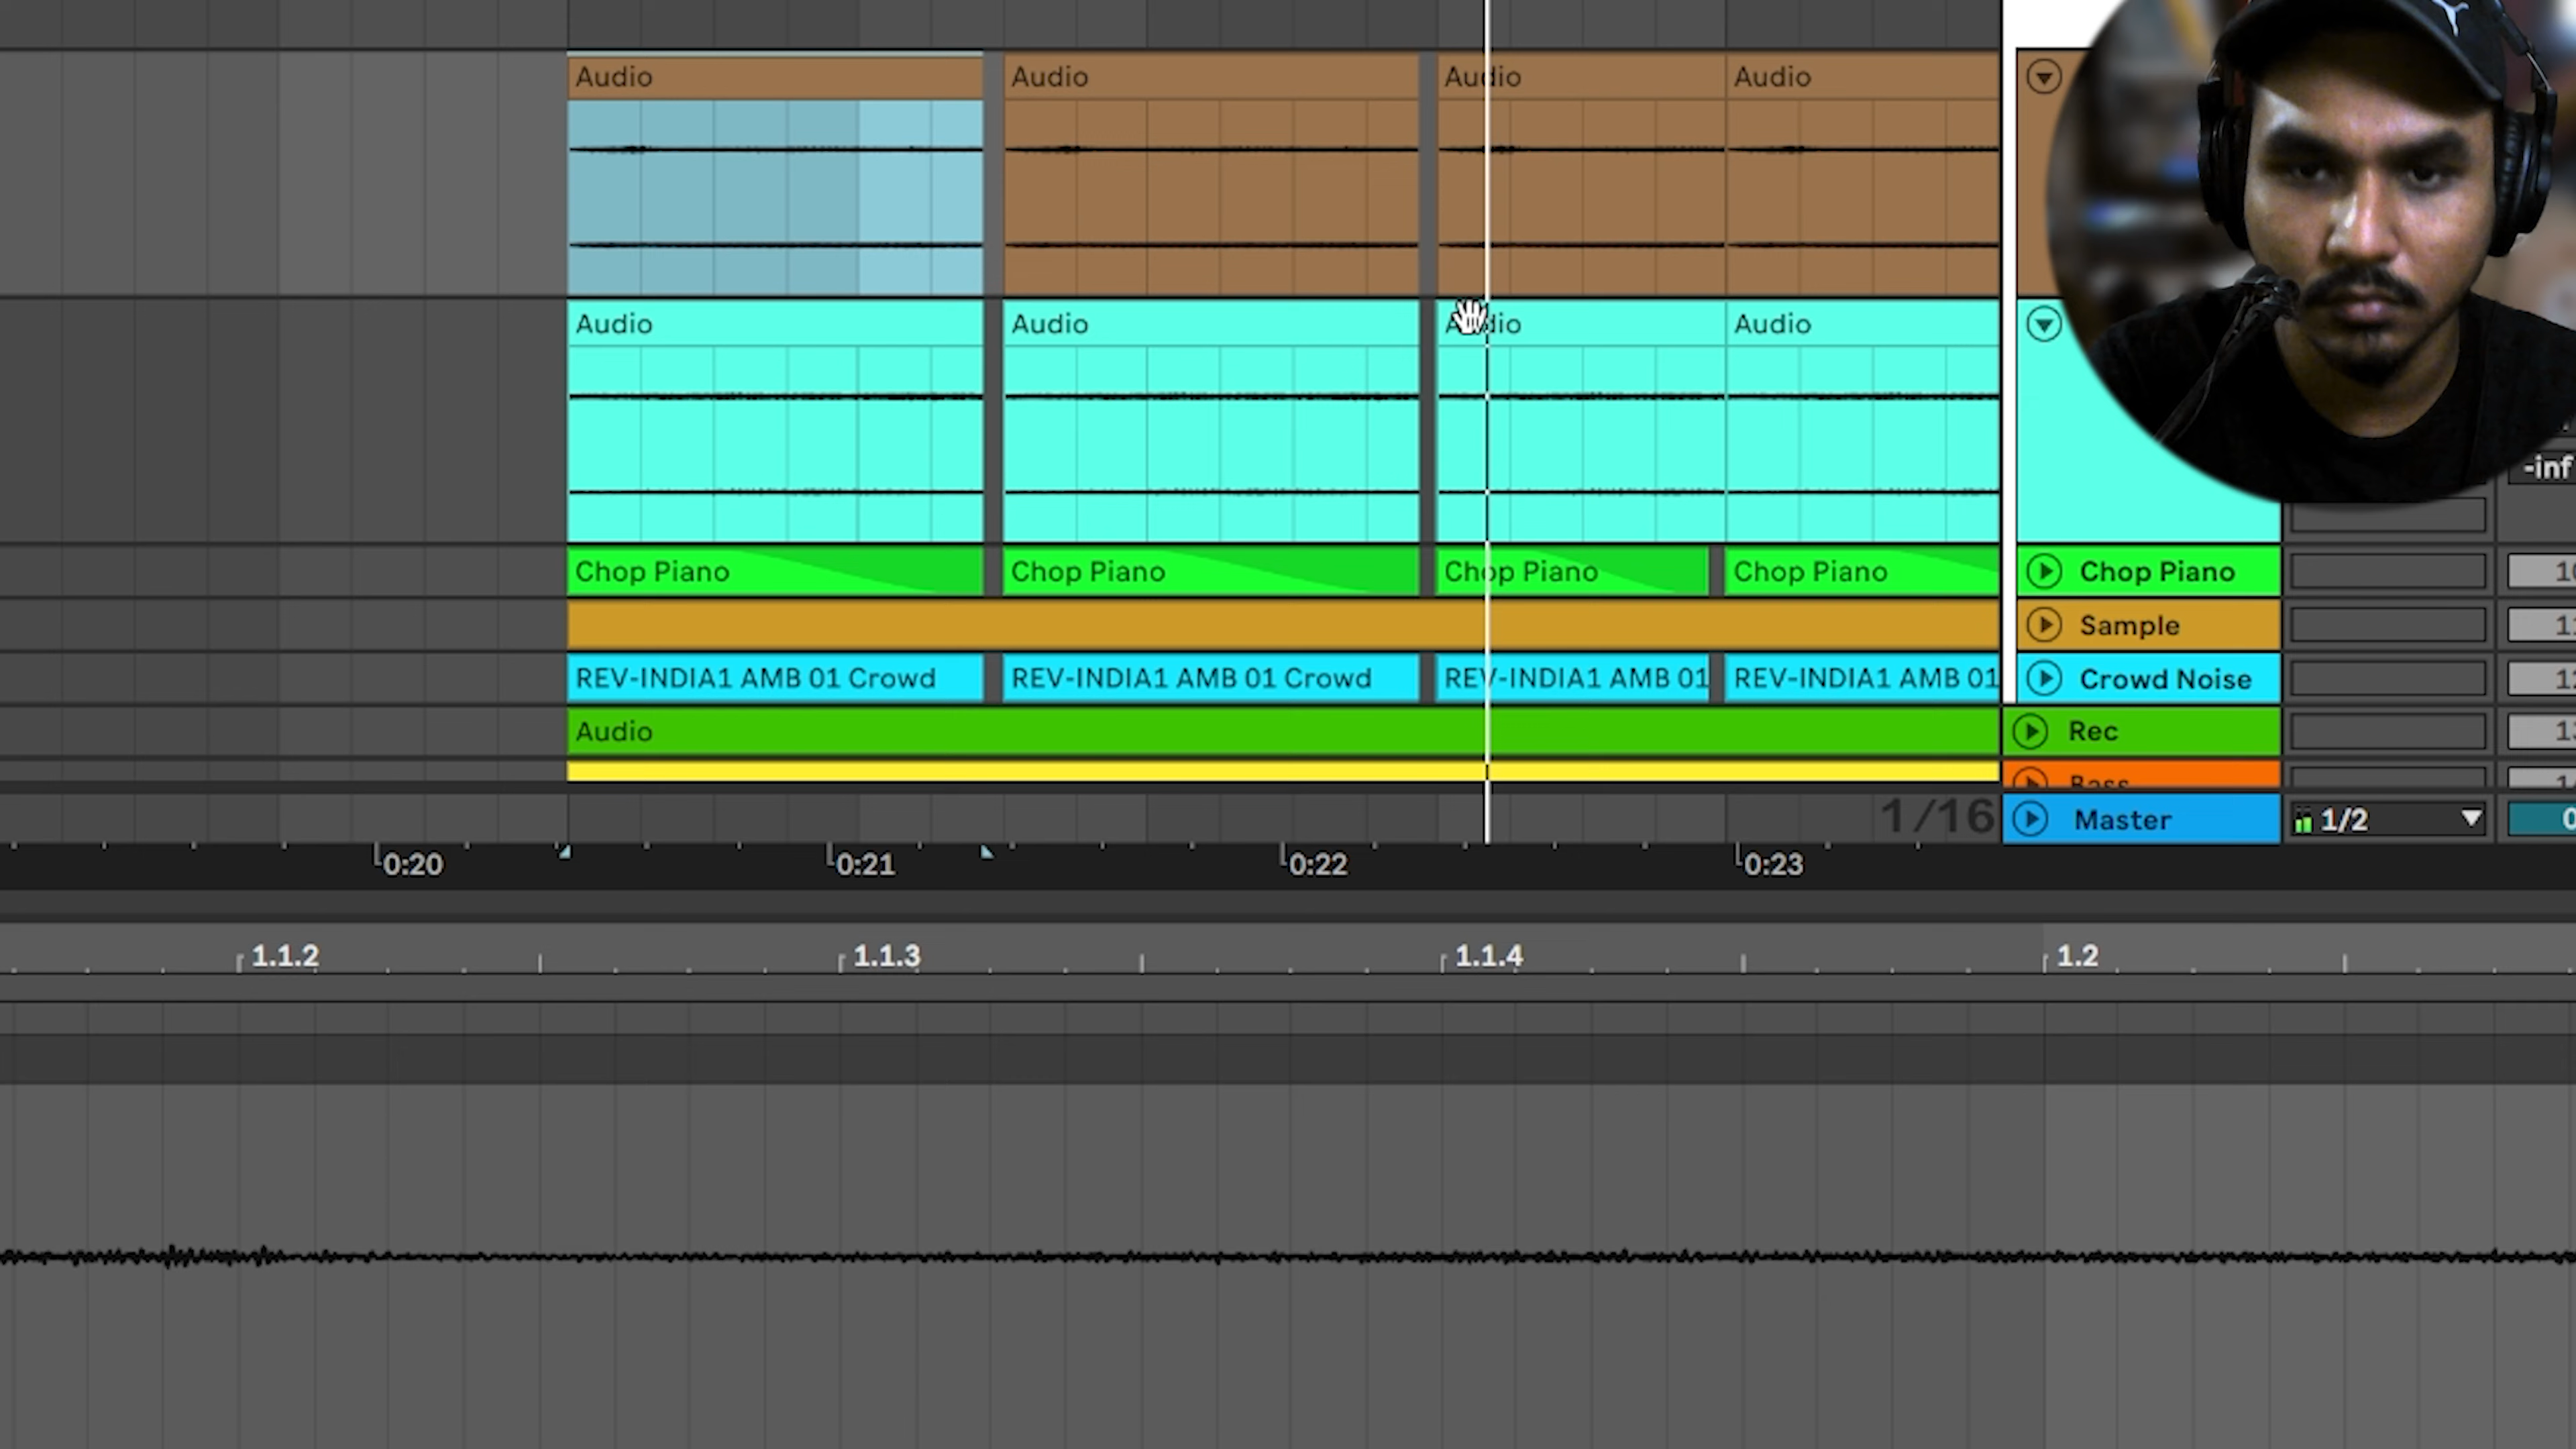 Audio Audio Audio Audio
Audio Audio Audio
-inf
Chop Piano Chop Piano Chop Piano Chop Piano Chop Piano
Sample
REV-INDIA1 AMB 01 Crowd REV-INDIA1 AMB 01 Crowd REV-INDIA1 AMB 01 REV-INDIA1 AMB 01 Crowd Noise
Audio Rec
Bass
1/16 Master 1/2
0:20 0:21 0:22 0:23
1.1.2 1.1.3 1.1.4 1.2